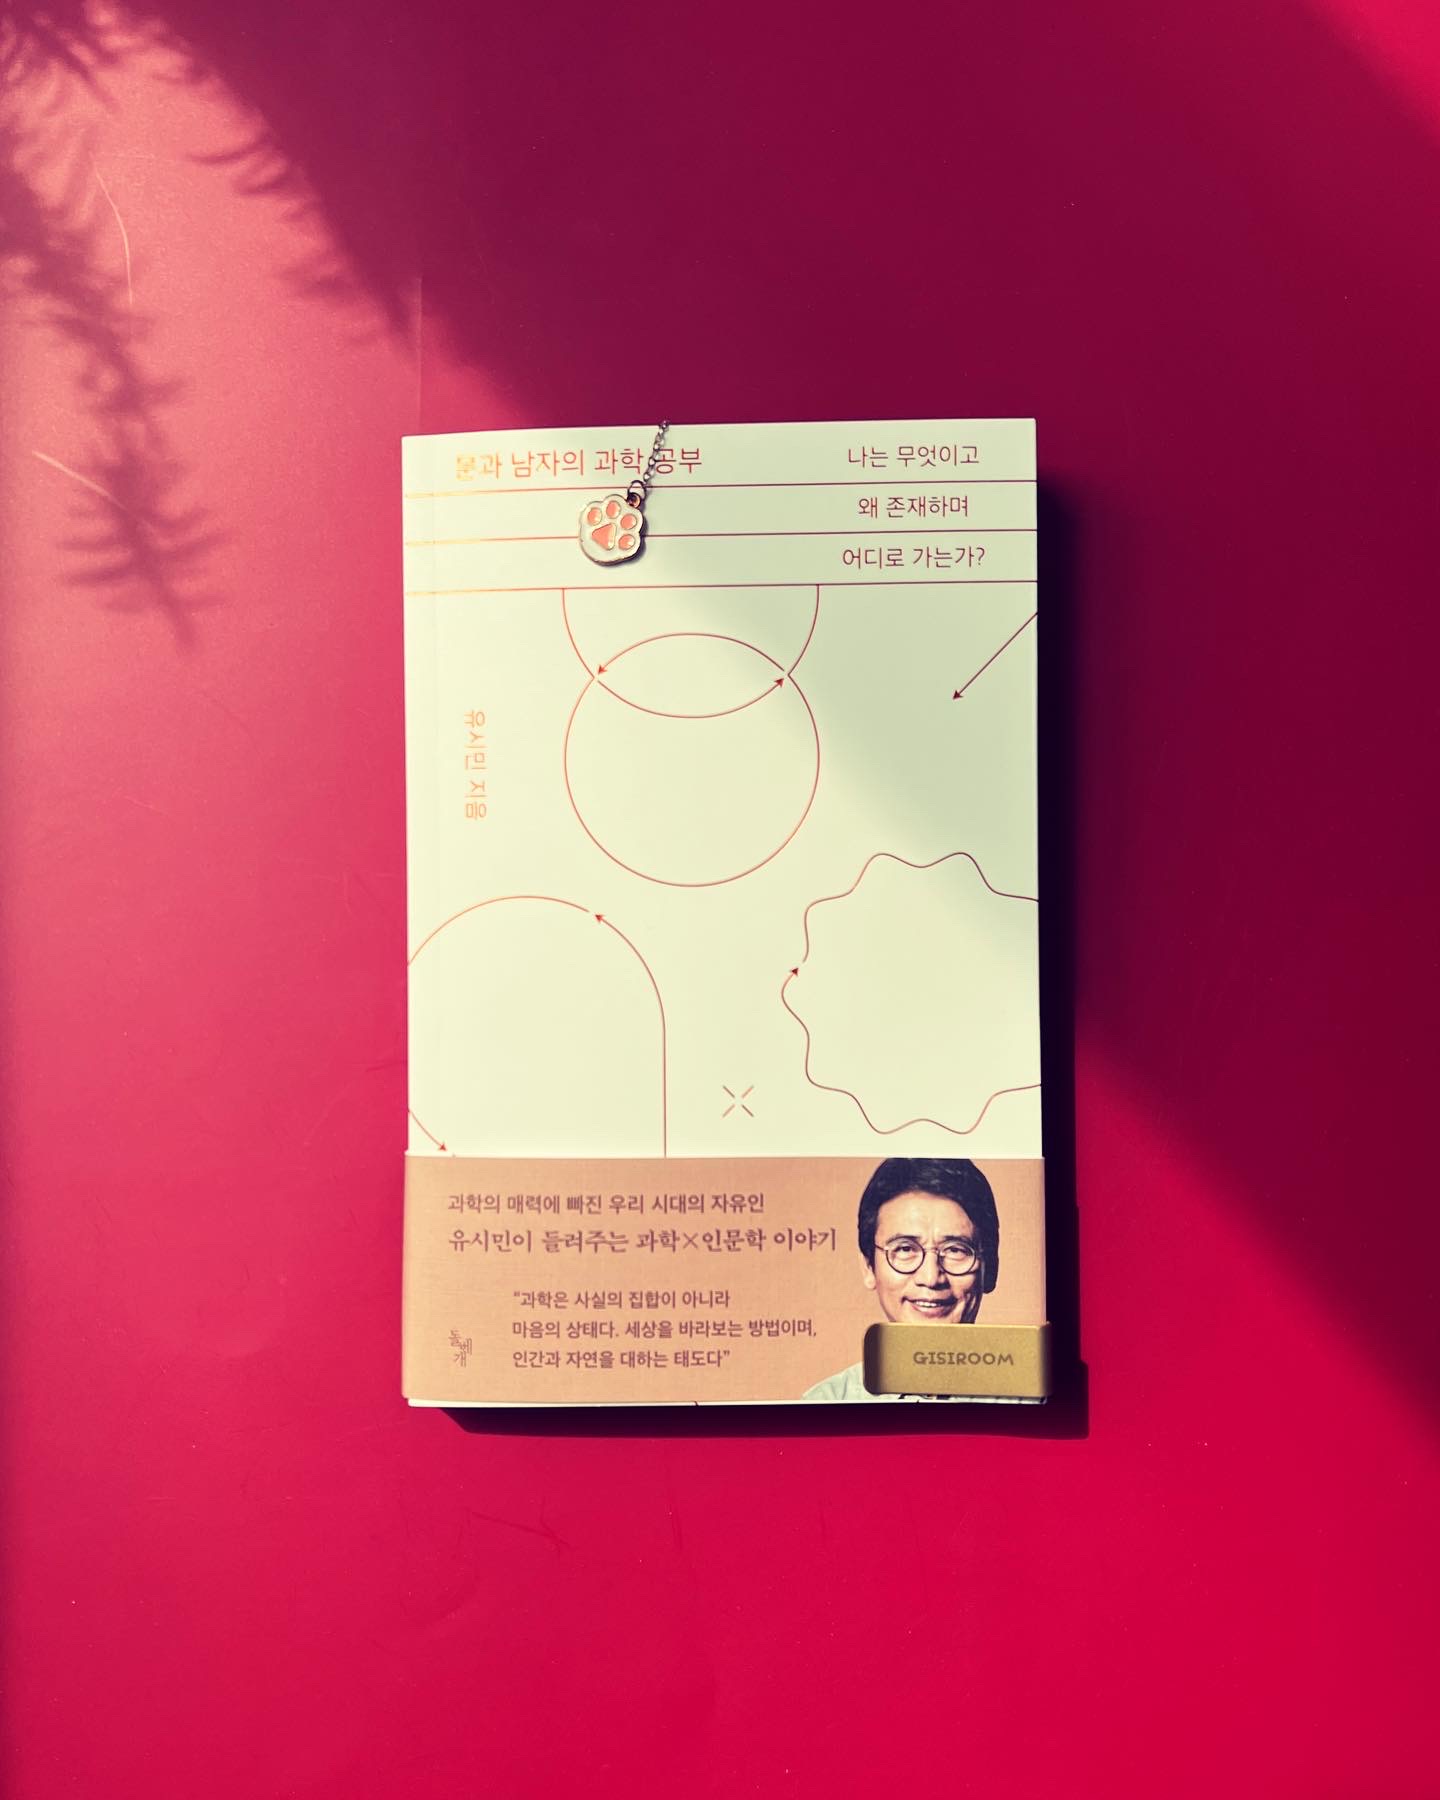 문과 남자의 과학 공부
나는 무엇이고
왜 존재하며
어디로 가는가?
유시민 지음
과학의 매력에 빠진 우리 시대의 자유인
유시민이 들려주는 과학×인문학 이야기
“과학은 사실의 집합이 아니라
마음의 상태다. 세상을 바라보는 방법이며,
인간과 자연을 대하는 태도다”
돌베개
GISIROOM